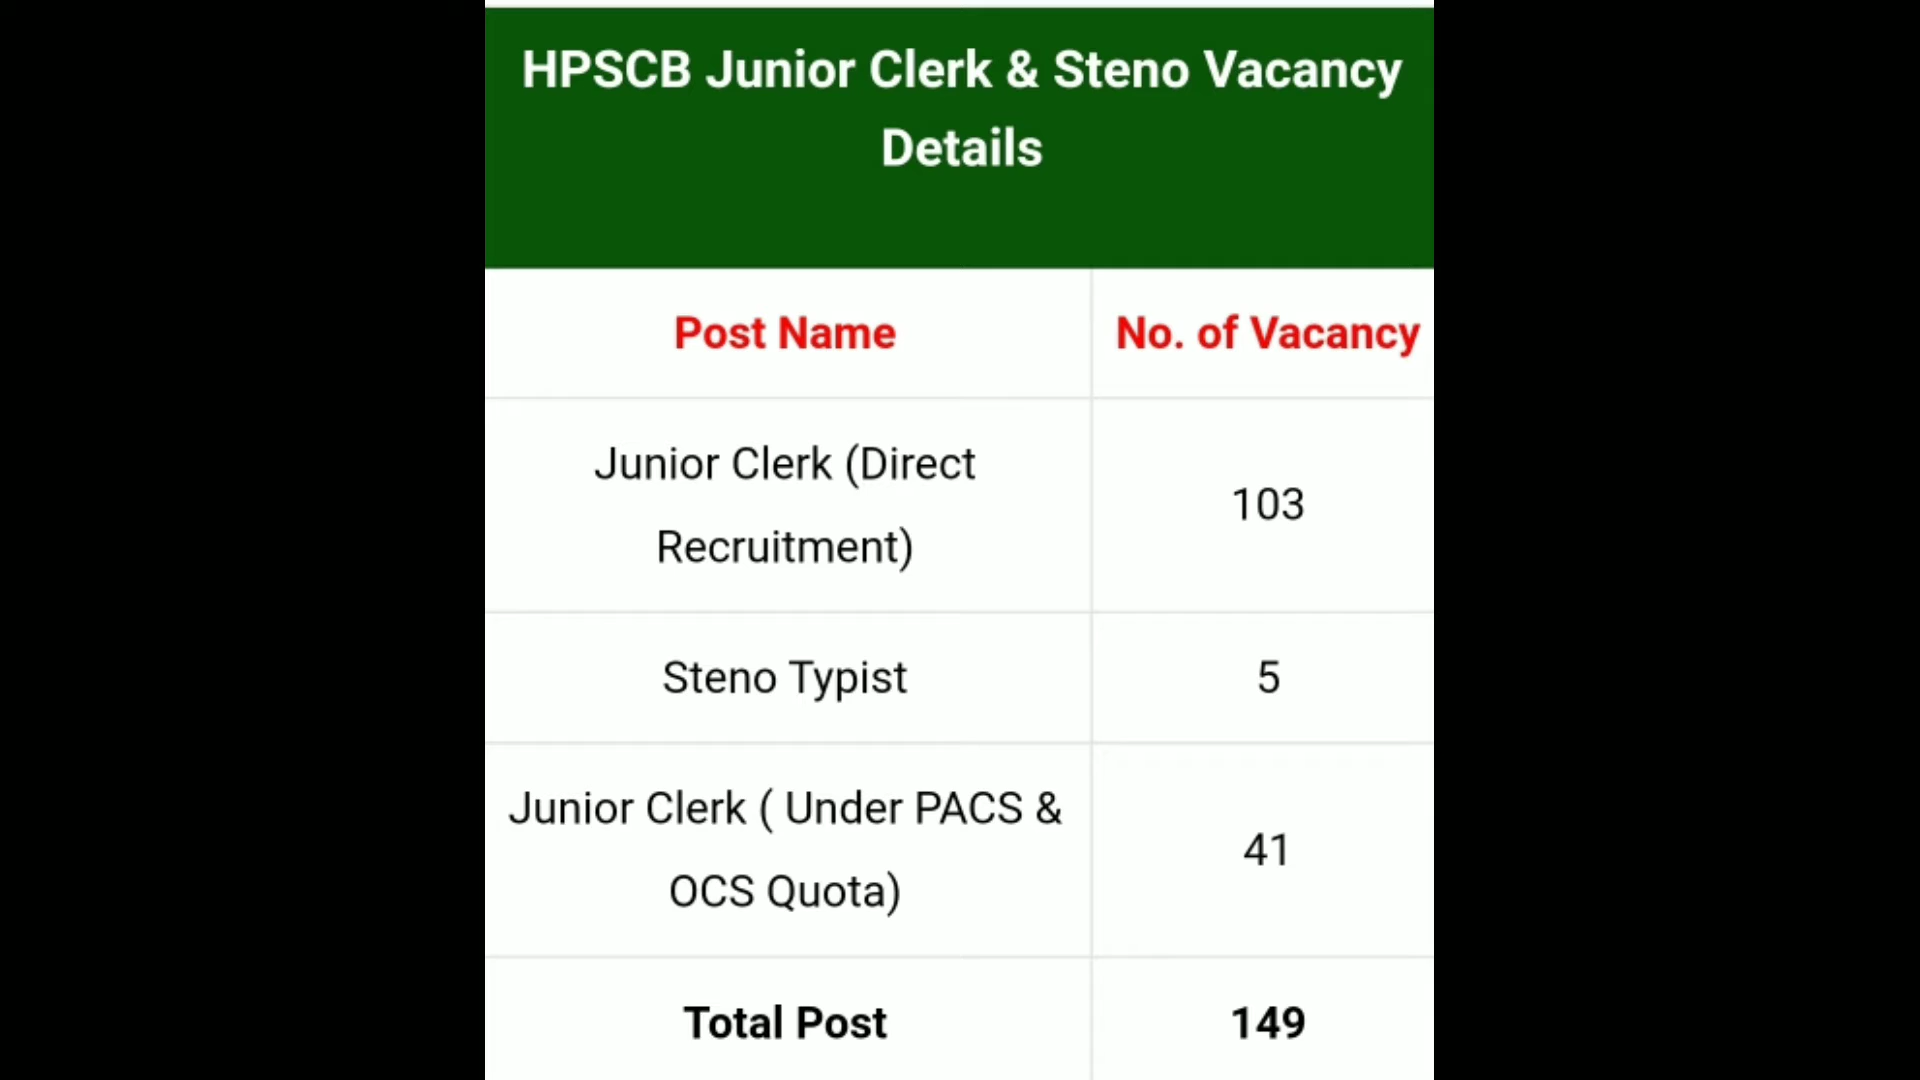 HPSCB Junior Clerk & Steno Vacancy
Details
Post Name
No. of Vacancy
Junior Clerk (Direct
Recruitment)
103
Steno Typist
5
Junior Clerk ( Under PACS &
OCS Quota)
41
Total Post
149